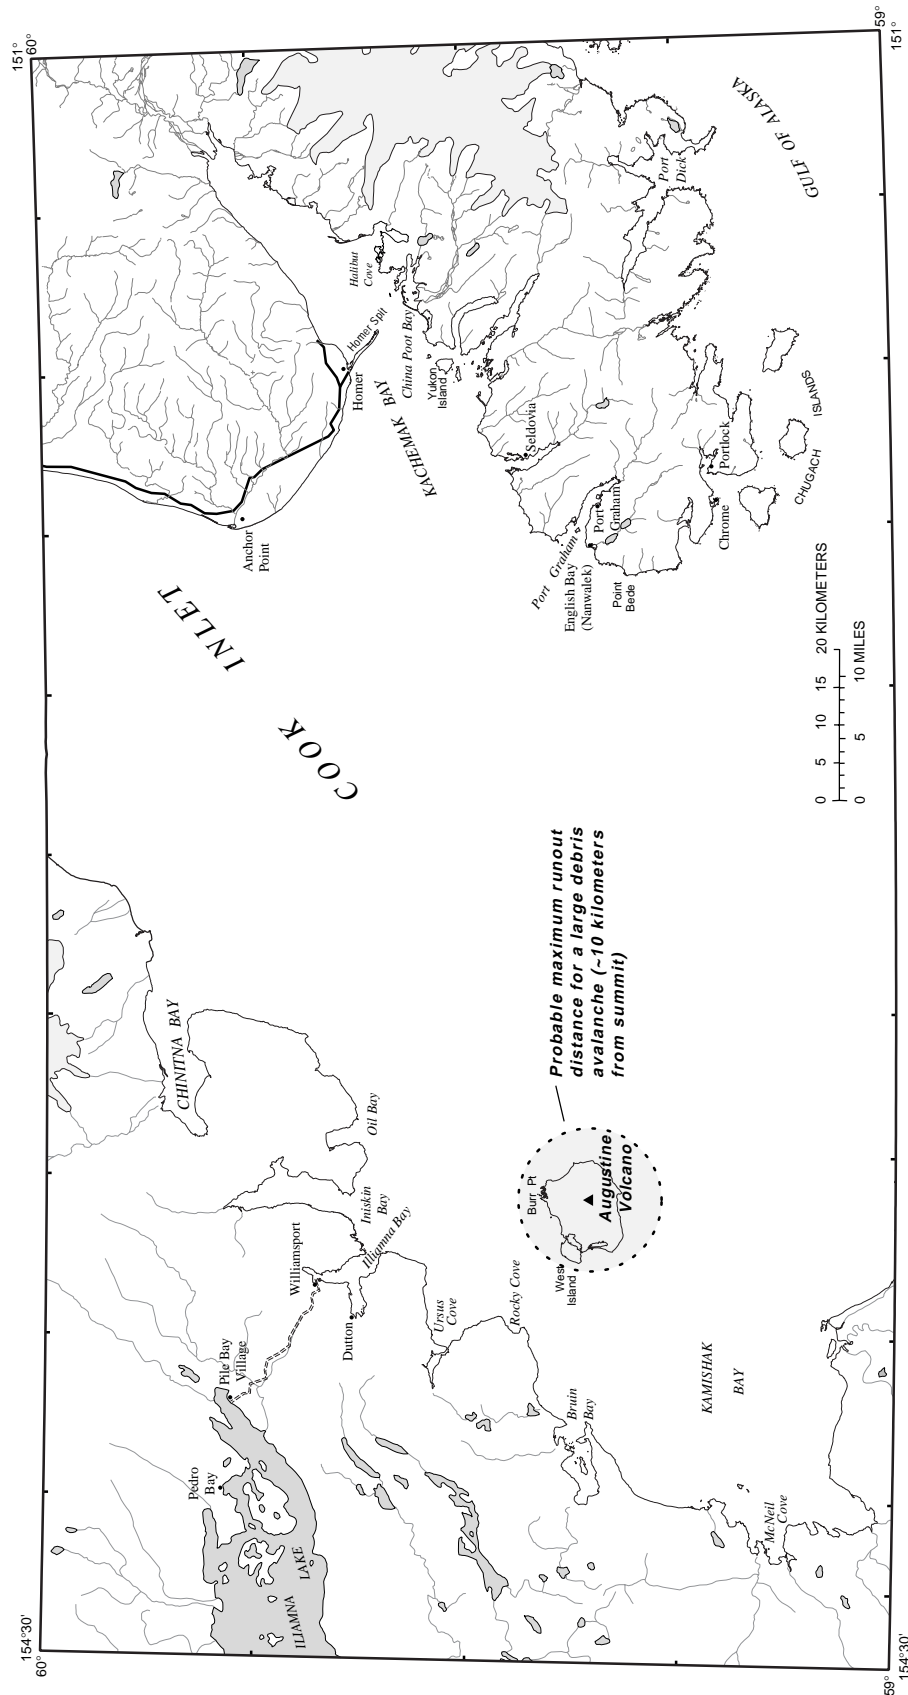 154°30'
60°
151°
60°
59°
154°30'
59°
151°
COOK
INLET
GULF OF ALASKA
KACHEMAK BAY
CHINITNA BAY
KAMISHAK
BAY
ILIAMNA
LAKE
Pedro
Bay
Pile Bay
Village
Williamsport
Dutton
Iniskin
Bay
Illiamna Bay
Oil Bay
Ursus
Cove
Rocky Cove
Bruin
Bay
McNeil
Cove
Burr Pt
West
Island
Augustine
Volcano
Probable maximum runout
distance for a large debris
avalanche (~10 kilometers
from summit)
Anchor
Point
Homer
Homer Spit
Halibut
Cove
China Poot Bay
Yukon
Island
Seldovia
Port Graham
Port
Graham
English Bay
(Nanwalek)
Point
Bede
Chrome
Portlock
Port
Dick
CHUGACH
ISLANDS
0 5 10 15 20 KILOMETERS
0 5 10 MILES